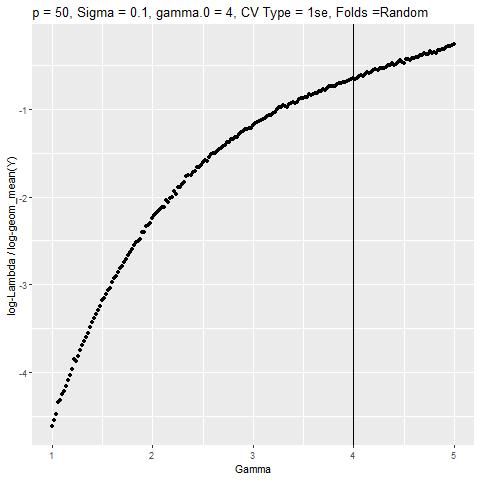 p = 50, Sigma = 0.1, gamma.0 = 4, CV Type = 1se, Folds =Random
log-Lambda / log-geom_mean(Y)
-1
-2
-3
-4
1 2 3 4 5
Gamma